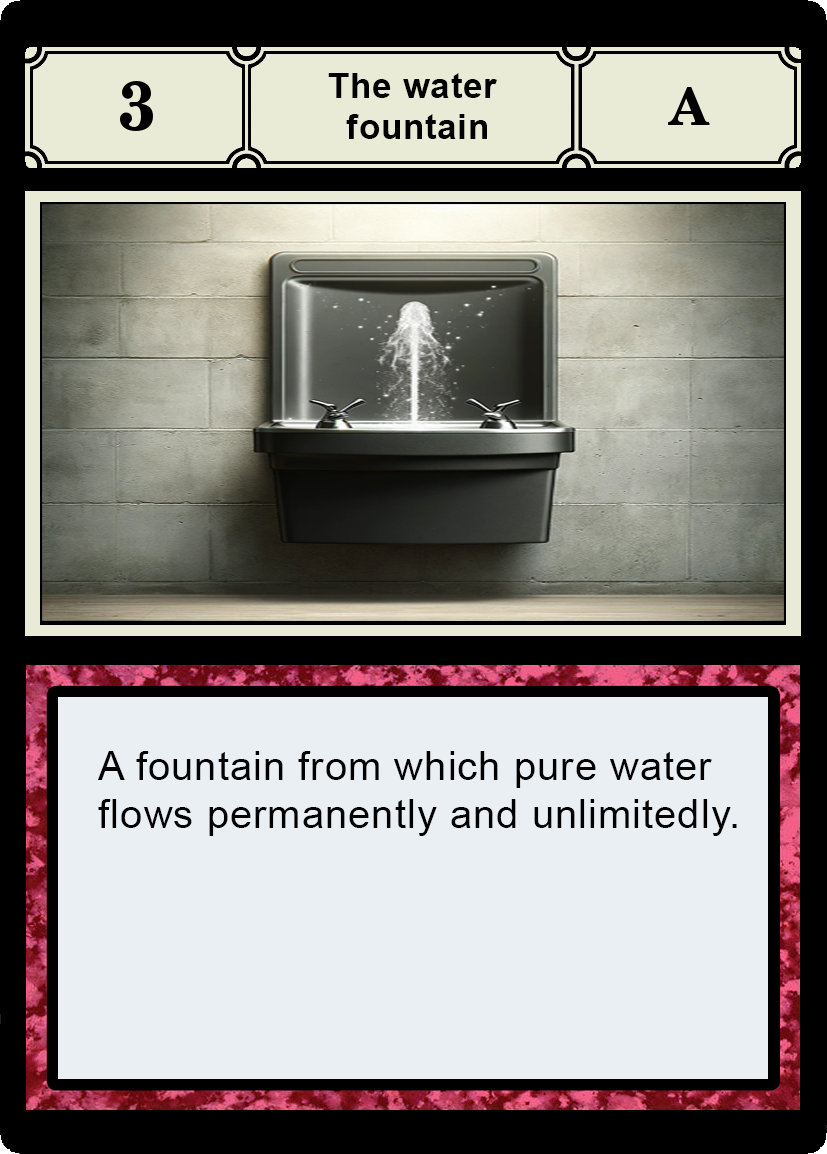 3
The water
fountain
A
A fountain from which pure water
flows permanently and unlimitedly.